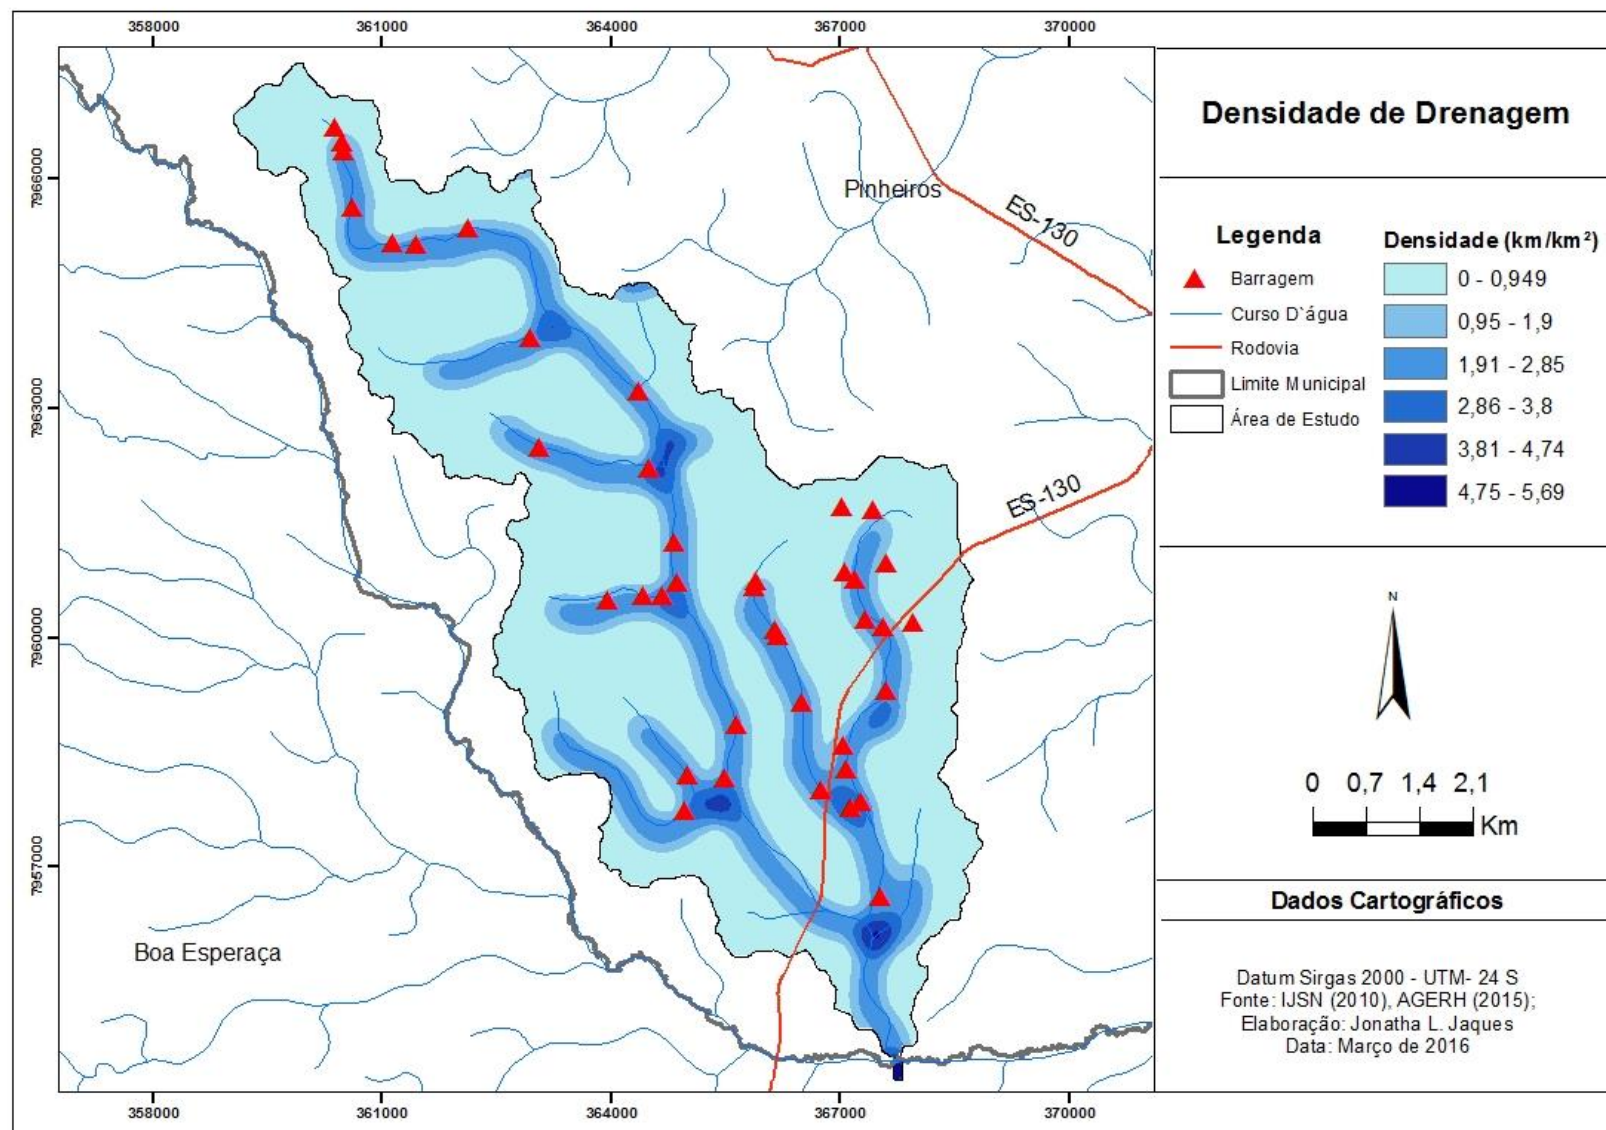 358000 361000 364000 367000 370000
7966000
7963000
7960000
7957000
Pinheiros
ES-130
ES-130
Boa Esperaça
358000 361000 364000 367000 370000
Densidade de Drenagem
Legenda
Barragem
Curso D`água
Rodovia
Limite Municipal
Área de Estudo
Densidade (km/km²)
0 - 0,949
0,95 - 1,9
1,91 - 2,85
2,86 - 3,8
3,81 - 4,74
4,75 - 5,69
N
0 0,7 1,4 2,1
Km
Dados Cartográficos
Datum Sirgas 2000 - UTM- 24 S
Fonte: IJSN (2010), AGERH (2015);
Elaboração: Jonatha L. Jaques
Data: Março de 2016